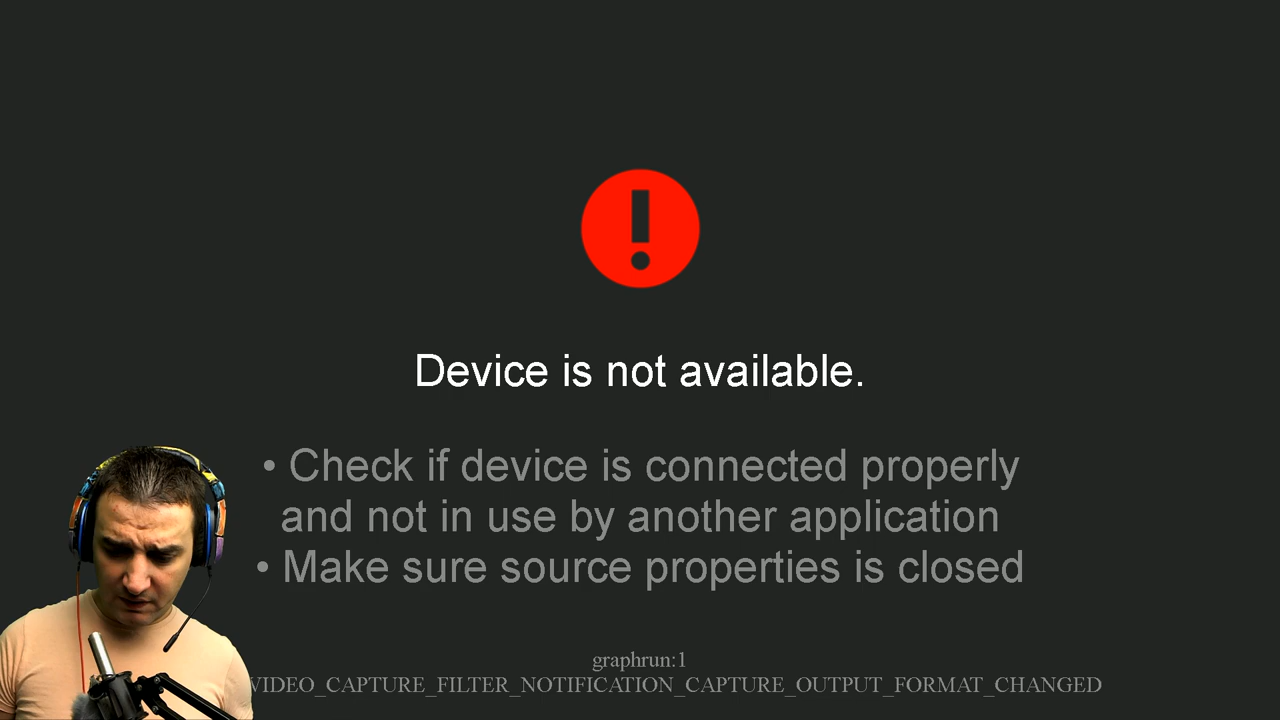 Device is not available.
• Check if device is connected properly
and not in use by another application
• Make sure source properties is closed
graphrun:1
VIDEO_CAPTURE_FILTER_NOTIFICATION_CAPTURE_OUTPUT_FORMAT_CHANGED